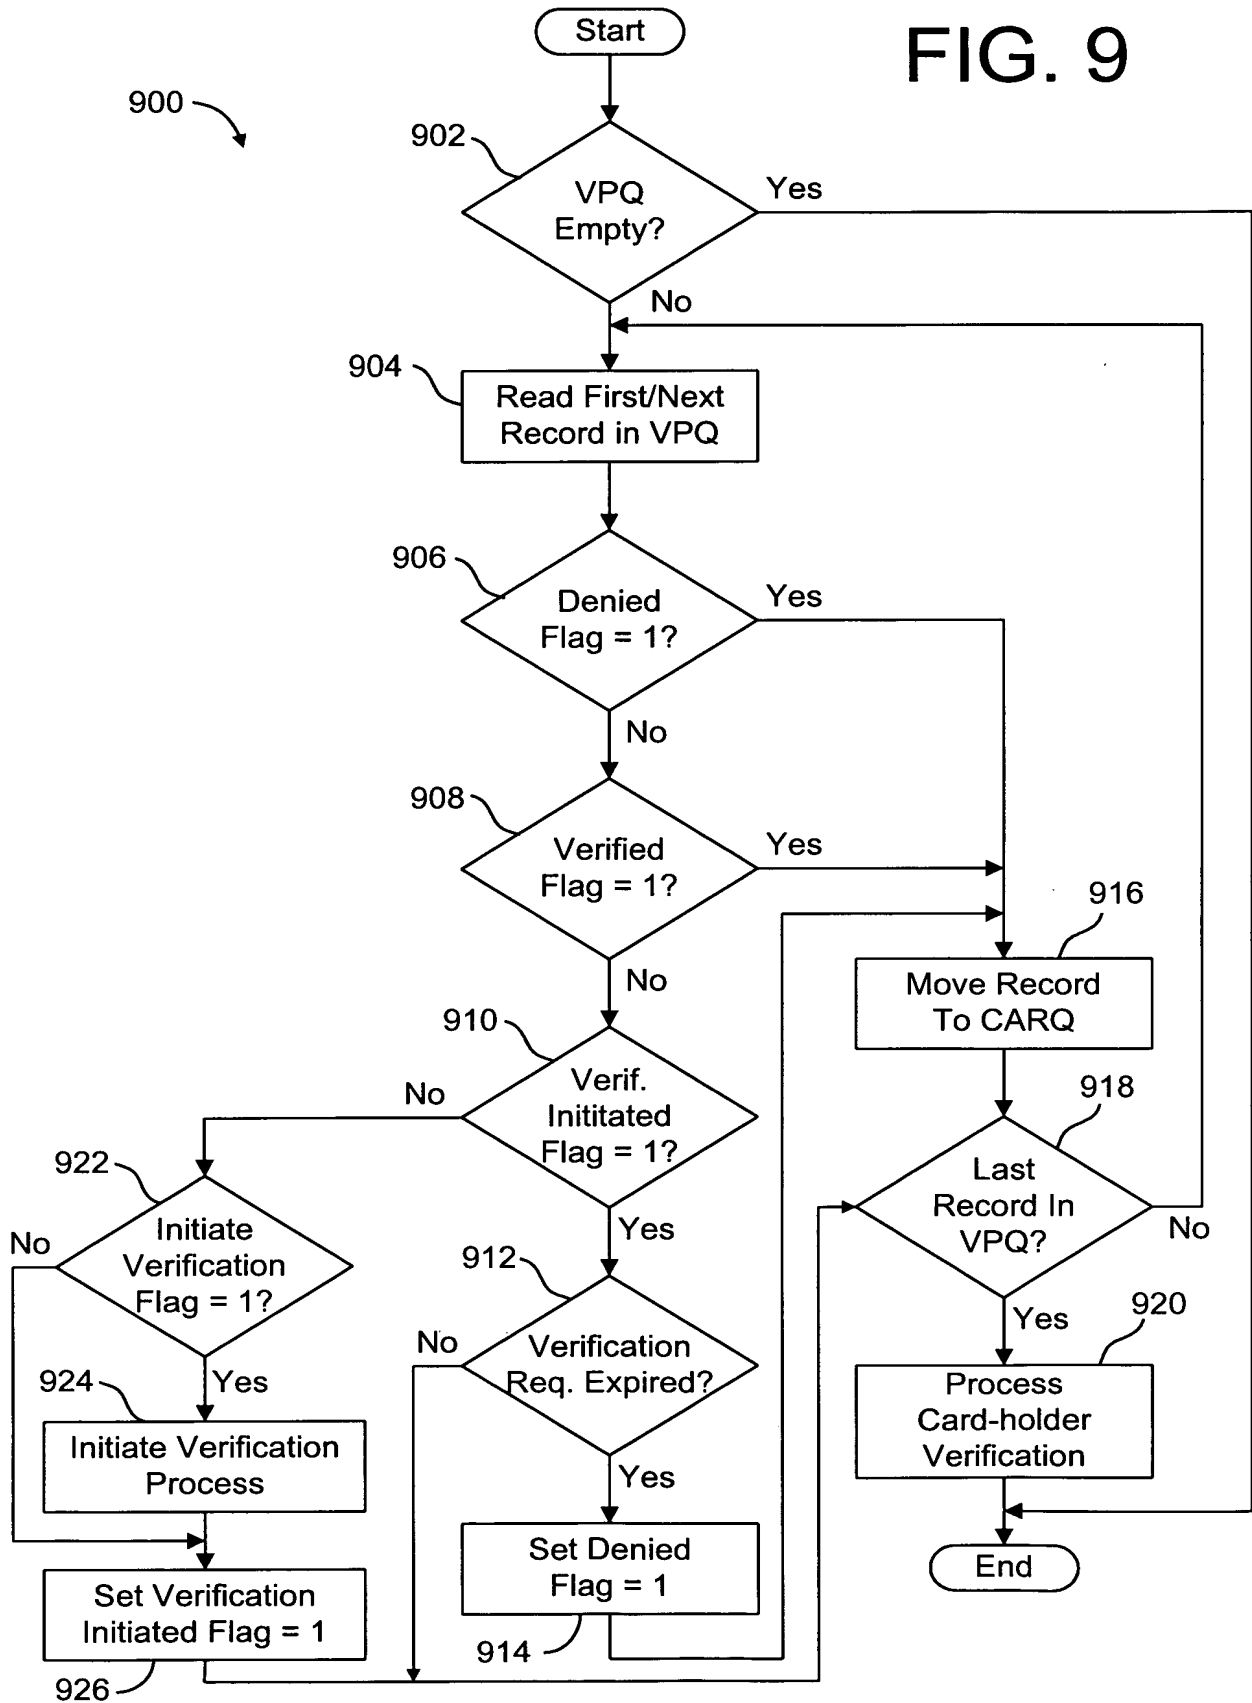 Start
FIG. 9
900
902
VPQ
Empty?
Yes
No
904
Read First/Next
Record in VPQ
906
Denied
Flag = 1?
Yes
No
908
Verified
Flag = 1?
Yes
No
916
Move Record
To CARQ
910
Verif.
Inititated
Flag = 1?
No
Yes
918
Last
Record In
VPQ?
No
Yes
922
Initiate
Verification
Flag = 1?
No
Yes
912
Verification
Req. Expired?
No
Yes
920
Process
Card-holder
Verification
924
Initiate Verification
Process
Set Denied
Flag = 1
914
End
Set Verification
Initiated Flag = 1
926